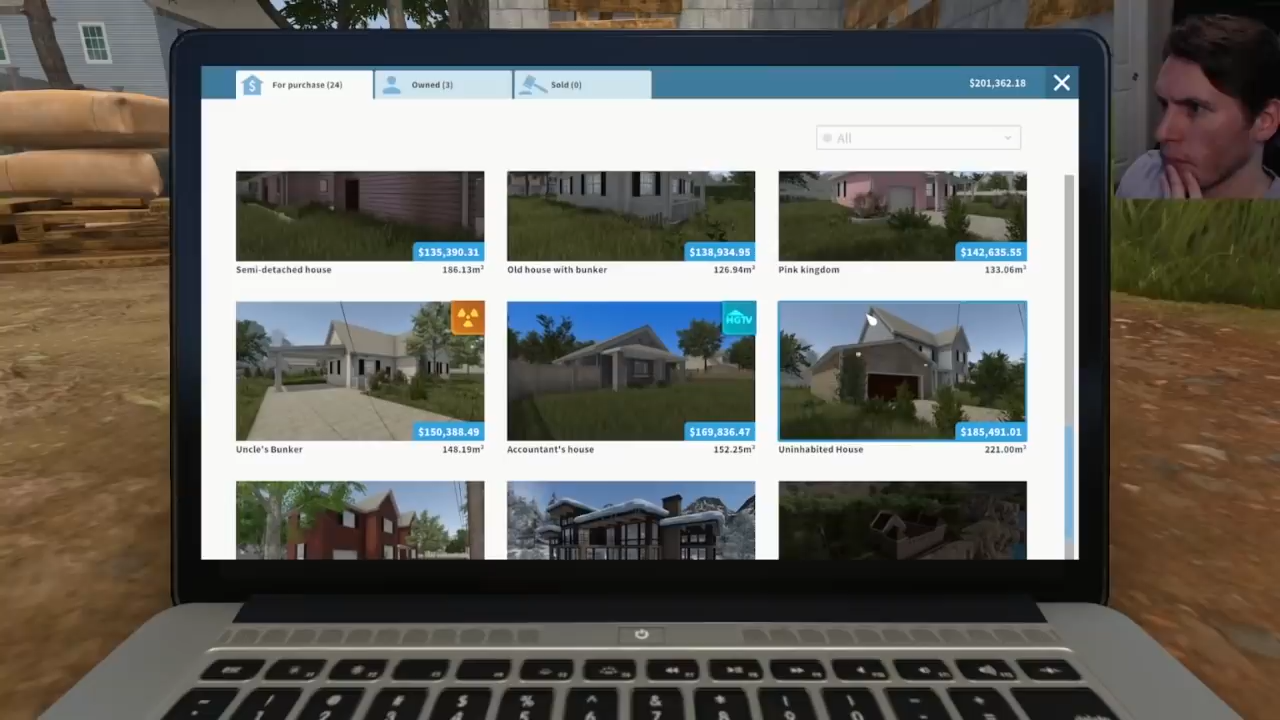 For purchase (24)
Owned (3)
Sold (0)
$201,362.18
All
$135,390.31
$138,934.95
$142,635.55
Semi-detached house
186.13m²
Old house with bunker
126.94m²
Pink kingdom
133.06m²
HGTV
$150,388.49
$169,836.47
$185,491.01
Uncle's Bunker
148.19m²
Accountant's house
152.25m²
Uninhabited House
221.00m²